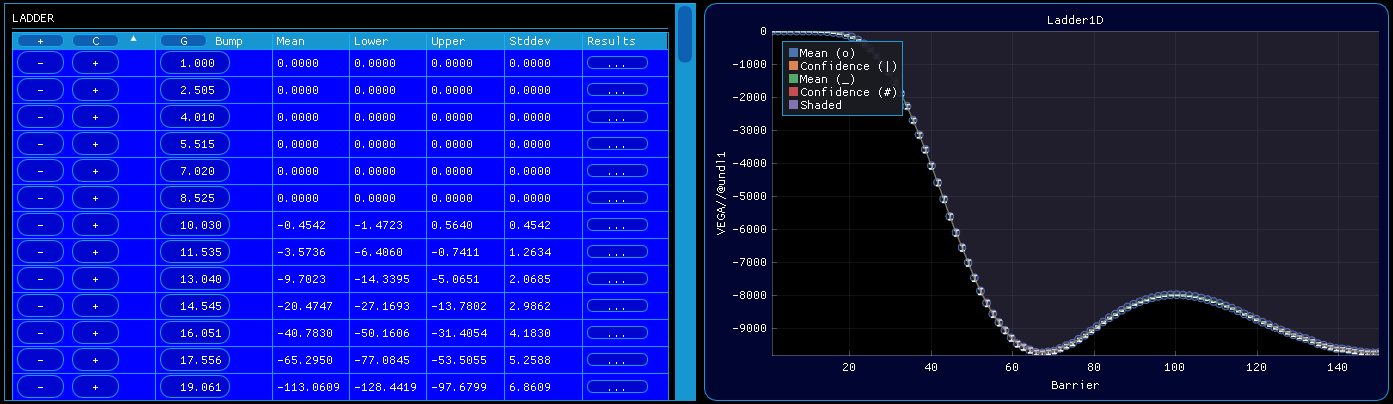 LADDER
+ C ▲ G Bump Mean Lower Upper Stddev Results
- + 1.000 0.0000 0.0000 0.0000 0.0000 ...
- + 2.505 0.0000 0.0000 0.0000 0.0000 ...
- + 4.010 0.0000 0.0000 0.0000 0.0000 ...
- + 5.515 0.0000 0.0000 0.0000 0.0000 ...
- + 7.020 0.0000 0.0000 0.0000 0.0000 ...
- + 8.525 0.0000 0.0000 0.0000 0.0000 ...
- + 10.030 -0.4542 -1.4723 0.5640 0.4542 ...
- + 11.535 -3.5736 -6.4060 -0.7411 1.2634 ...
- + 13.040 -9.7023 -14.3395 -5.0651 2.0685 ...
- + 14.545 -20.4747 -27.1693 -13.7802 2.9862 ...
- + 16.051 -40.7830 -50.1606 -31.4054 4.1830 ...
- + 17.556 -65.2950 -77.0845 -53.5055 5.2588 ...
- + 19.061 -113.0609 -128.4419 -97.6799 6.8609 ...
Ladder1D
Mean (o)
Confidence (|)
Mean (_)
Confidence (#)
Shaded
0
-1000
-2000
-3000
-4000
-5000
-6000
-7000
-8000
-9000
VEGA//@undl1
20 40 60 80 100 120 140
Barrier